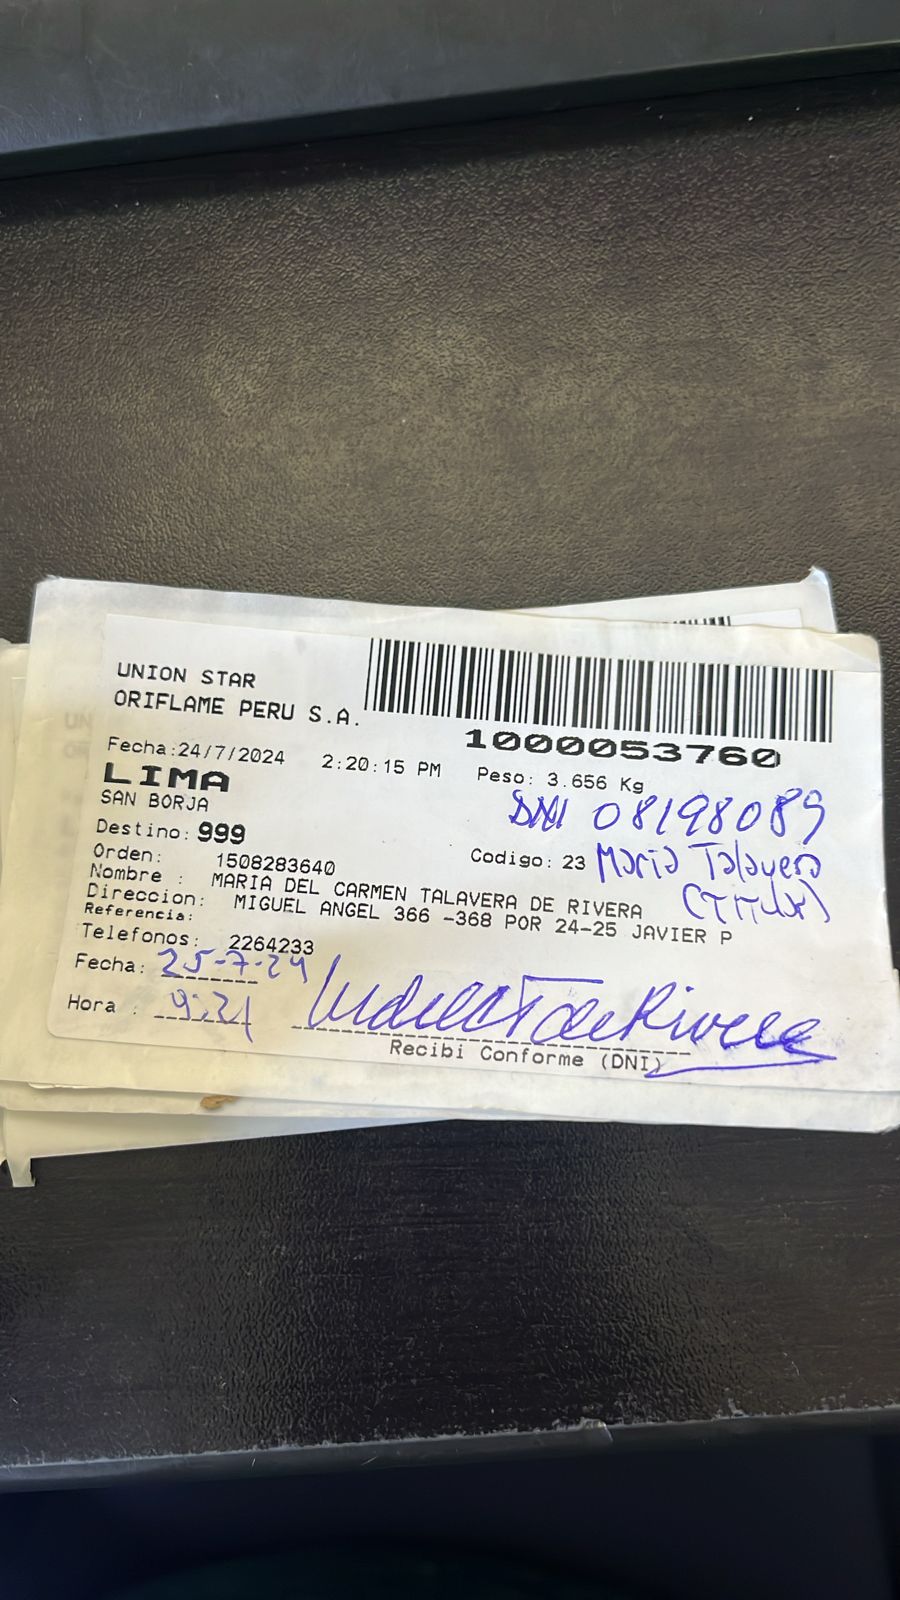 UNION STAR
ORIFLAME PERU S.A.
1000053760
Fecha:24/7/2024 2:20:15 PM Peso: 3.656 Kg
LIMA
SAN BORJA
DNI 08198089
Destino: 999
Orden: 1508283640 Codigo: 23 Maria Talavera
Nombre : MARIA DEL CARMEN TALAVERA DE RIVERA (TITULAR)
Direccion: MIGUEL ANGEL 366 -368 POR 24-25 JAVIER P
Referencia:
Telefonos: 2264233
Fecha: 25-7-24
Hora :
Recibi Conforme (DNI)